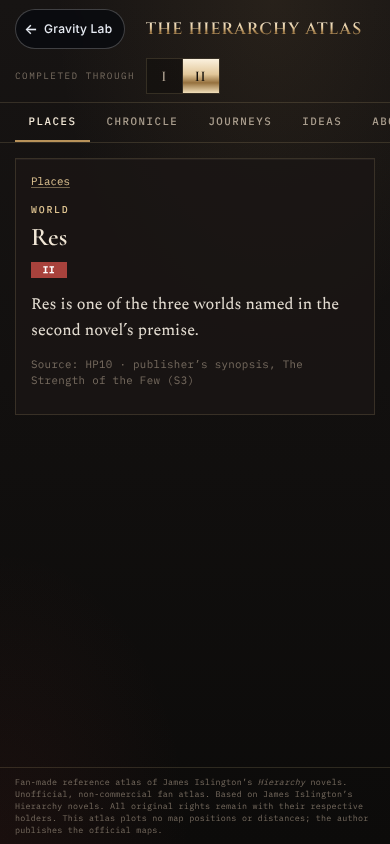 ← Gravity Lab
THE HIERARCHY ATLAS
COMPLETED THROUGH
I
II
PLACES
CHRONICLE
JOURNEYS
IDEAS
Places
WORLD
Res
II
Res is one of the three worlds named in the
second novel's premise.
Source: HP10 · publisher's synopsis, The
Strength of the Few (S3)
Fan-made reference atlas of James Islington's Hierarchy novels.
Unofficial, non-commercial fan atlas. Based on James Islington's
Hierarchy novels. All original rights remain with their respective
holders. This atlas plots no map positions or distances; the author
publishes the official maps.